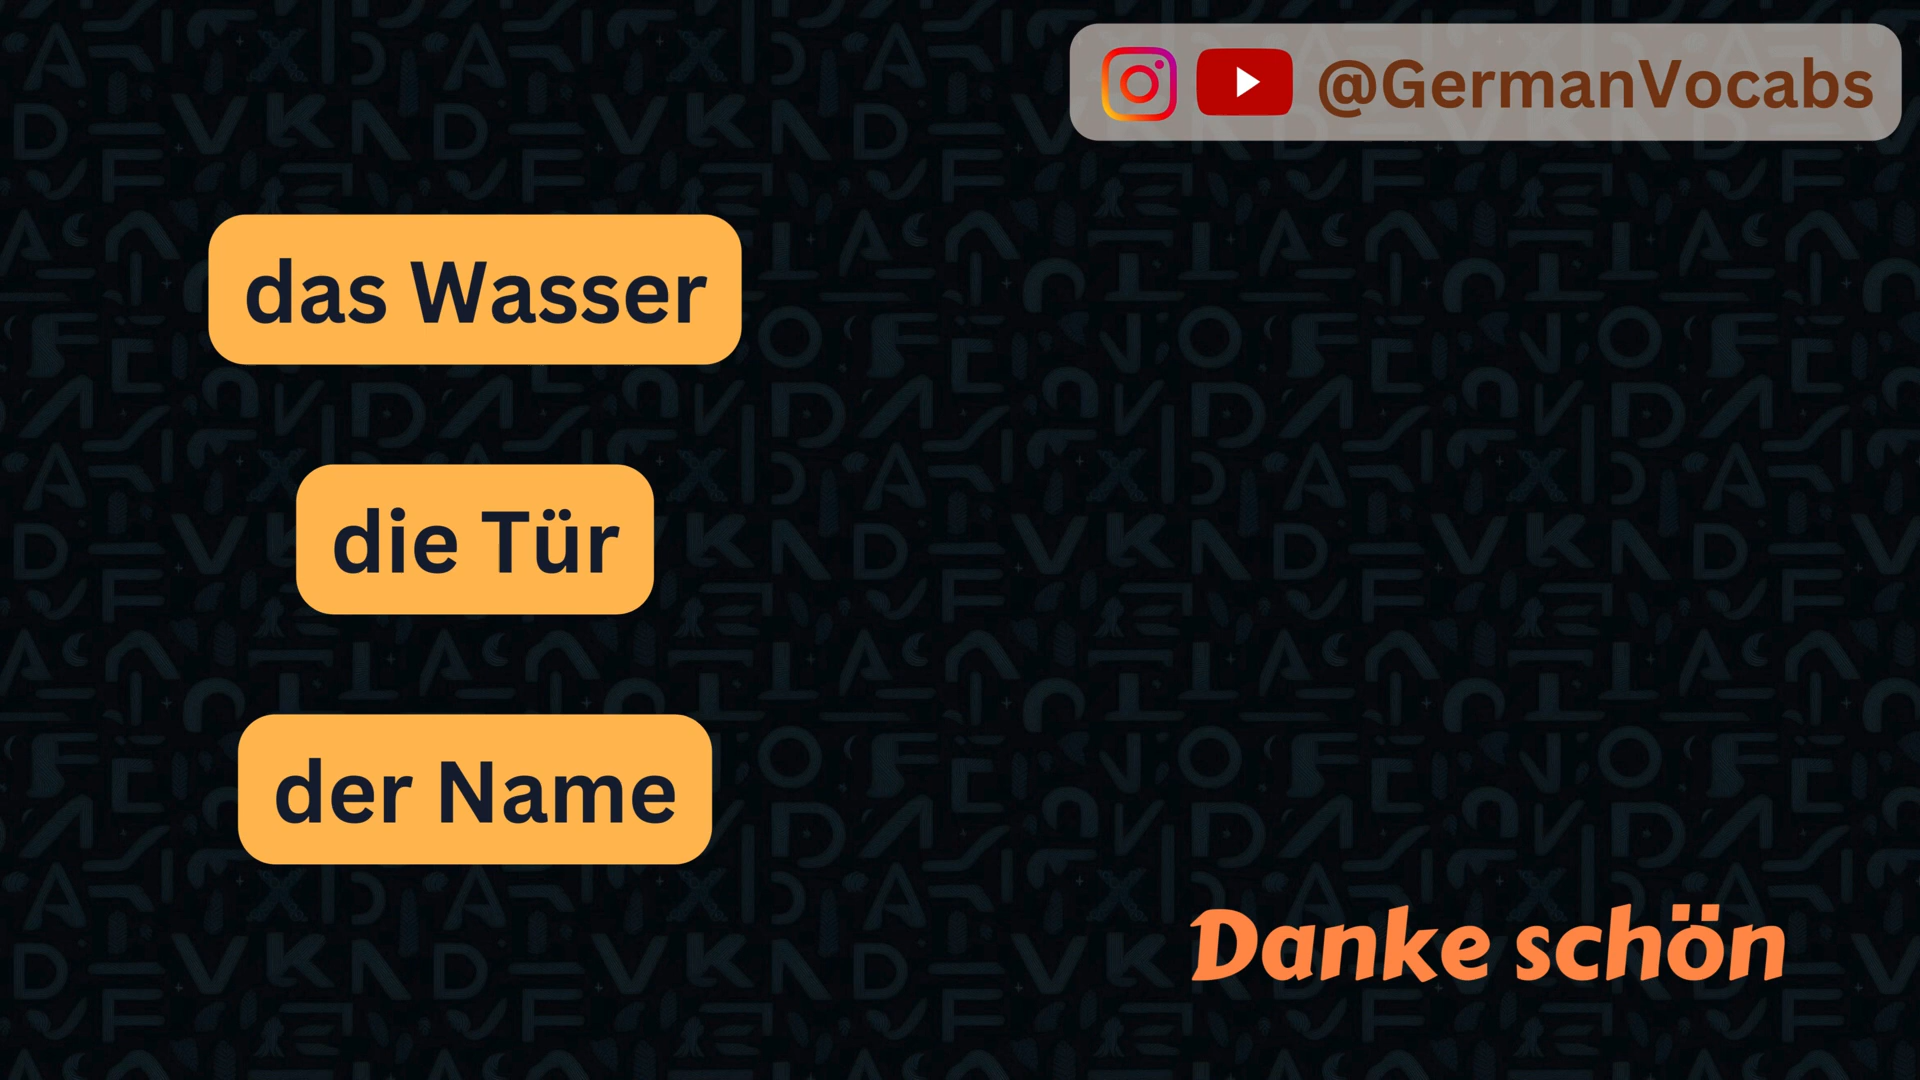 @GermanVocabs
das Wasser
die Tür
der Name
Danke schön